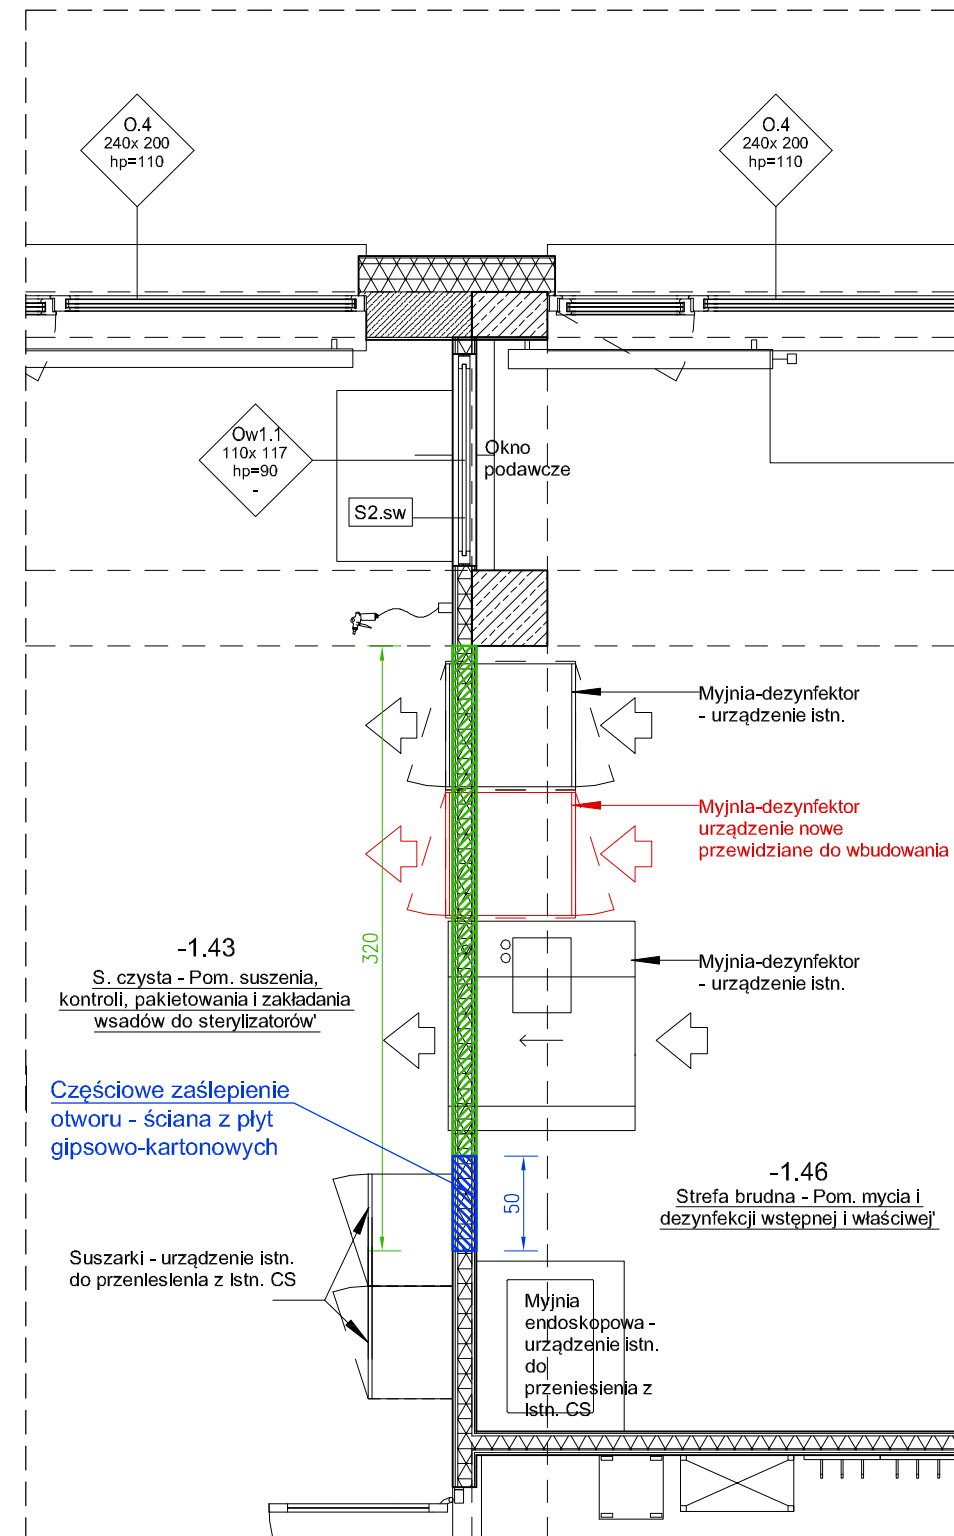 O.4
240x 200
hp=110
O.4
240x 200
hp=110
Ow1.1
110x 117
hp=90
-
Okno
podawcze
S2.sw
Myjnia-dezynfektor
- urządzenie istn.
Myjnia-dezynfektor
urządzenie nowe
przewidziane do wbudowania
320
-1.43
S. czysta - Pom. suszenia,
kontroli, pakietowania i zakładania
wsadów do sterylizatorów'
Myjnia-dezynfektor
- urządzenie istn.
Częściowe zaślepienie
otworu - ściana z płyt
gipsowo-kartonowych
50
-1.46
Strefa brudna - Pom. mycia i
dezynfekcji wstępnej i właściwej'
Suszarki - urządzenie istn.
do przeniesienia z istn. CS
Myjnia
endoskopowa -
urządzenie istn.
do
przeniesienia z
istn. CS